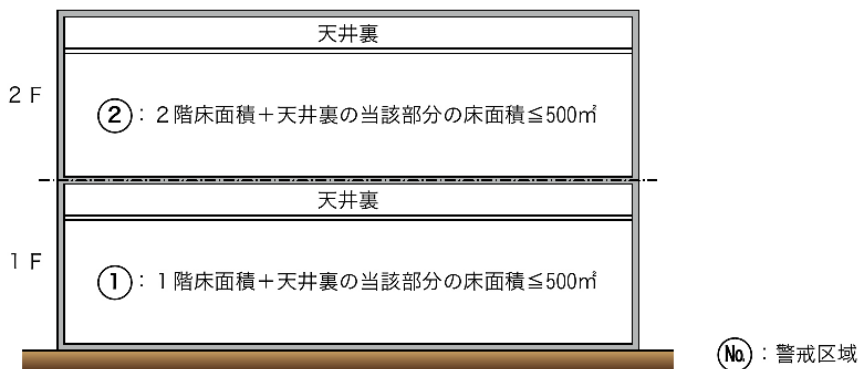 天井裏
2F
②：2階床面積＋天井裏の当該部分の床面積≦500㎡
天井裏
1F
①：1階床面積＋天井裏の当該部分の床面積≦500㎡
No.：警戒区域